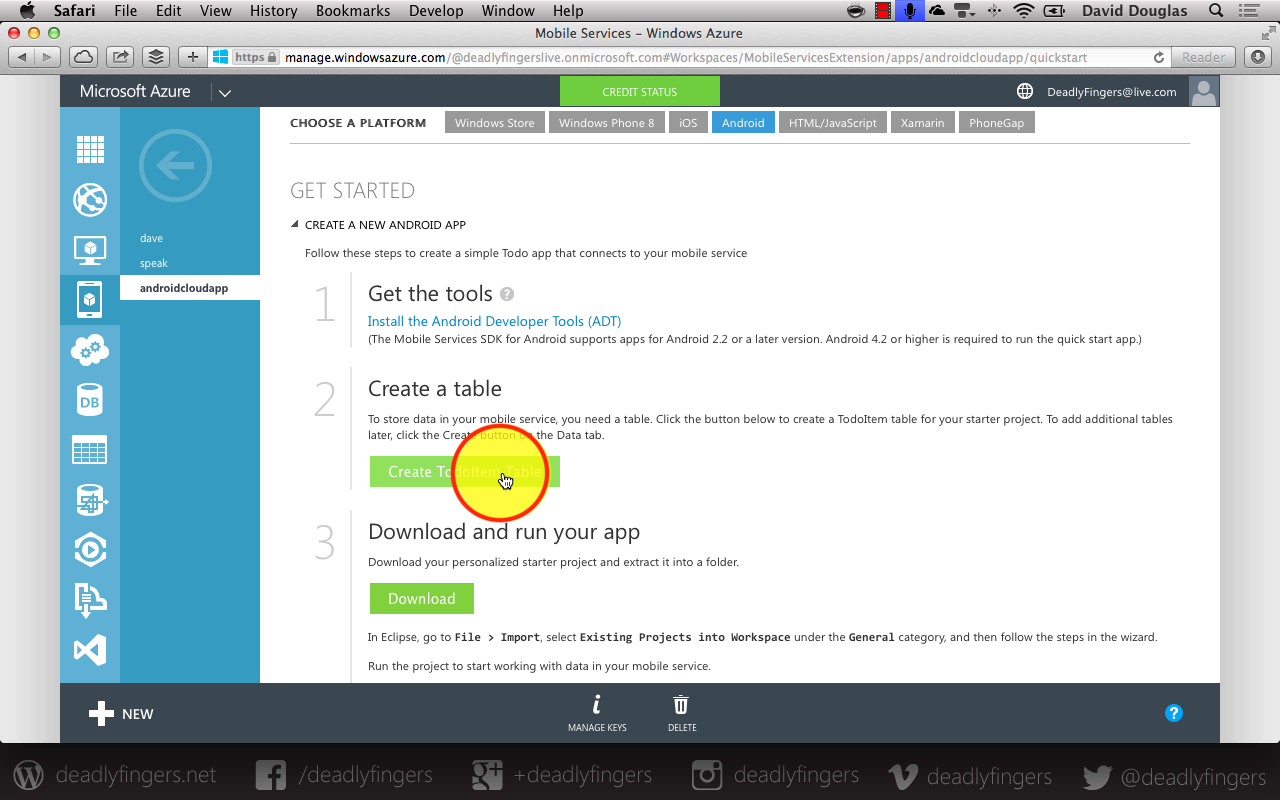 Safari File Edit View History Bookmarks Develop Window Help David Douglas
Mobile Services – Windows Azure
https manage.windowsazure.com/@deadlyfingerslive.onmicrosoft.com#Workspaces/MobileServicesExtension/apps/androidcloudapp/quickstart Reader
Microsoft Azure CREDIT STATUS DeadlyFingers@live.com
CHOOSE A PLATFORM Windows Store Windows Phone 8 iOS Android HTML/JavaScript Xamarin PhoneGap
dave
speak
androidcloudapp
DB
GET STARTED
CREATE A NEW ANDROID APP
Follow these steps to create a simple Todo app that connects to your mobile service
1 Get the tools ?
Install the Android Developer Tools (ADT)
(The Mobile Services SDK for Android supports apps for Android 2.2 or a later version. Android 4.2 or higher is required to run the quick start app.)
2 Create a table
To store data in your mobile service, you need a table. Click the button below to create a TodoItem table for your starter project. To add additional tables
later, click the Create button on the Data tab.
Create TodoItem Table
3 Download and run your app
Download your personalized starter project and extract it into a folder.
Download
In Eclipse, go to File > Import, select Existing Projects into Workspace under the General category, and then follow the steps in the wizard.
Run the project to start working with data in your mobile service.
NEW MANAGE KEYS DELETE ?
deadlyfingers.net /deadlyfingers +deadlyfingers deadlyfingers deadlyfingers @deadlyfingers